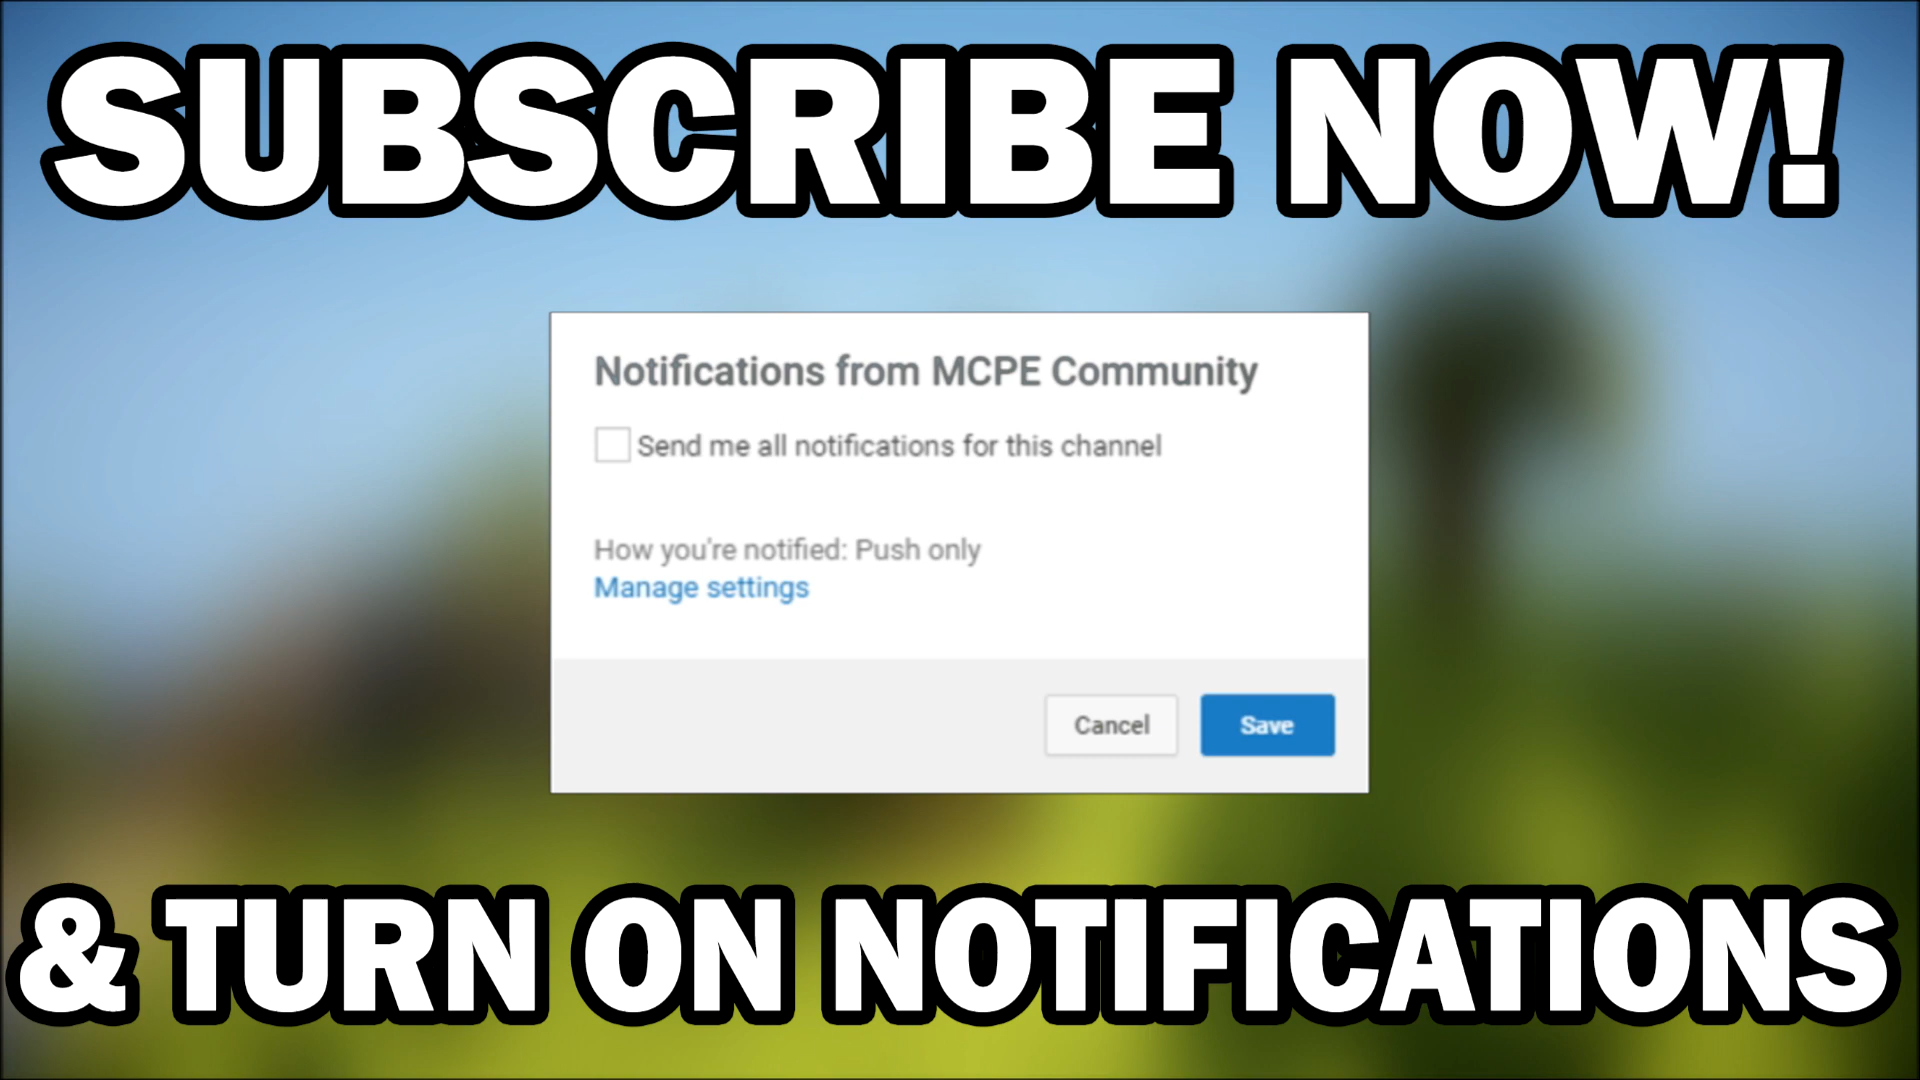 SUBSCRIBE NOW!
Notifications from MCPE Community
Send me all notifications for this channel
How you're notified: Push only
Manage settings
Cancel Save
& TURN ON NOTIFICATIONS